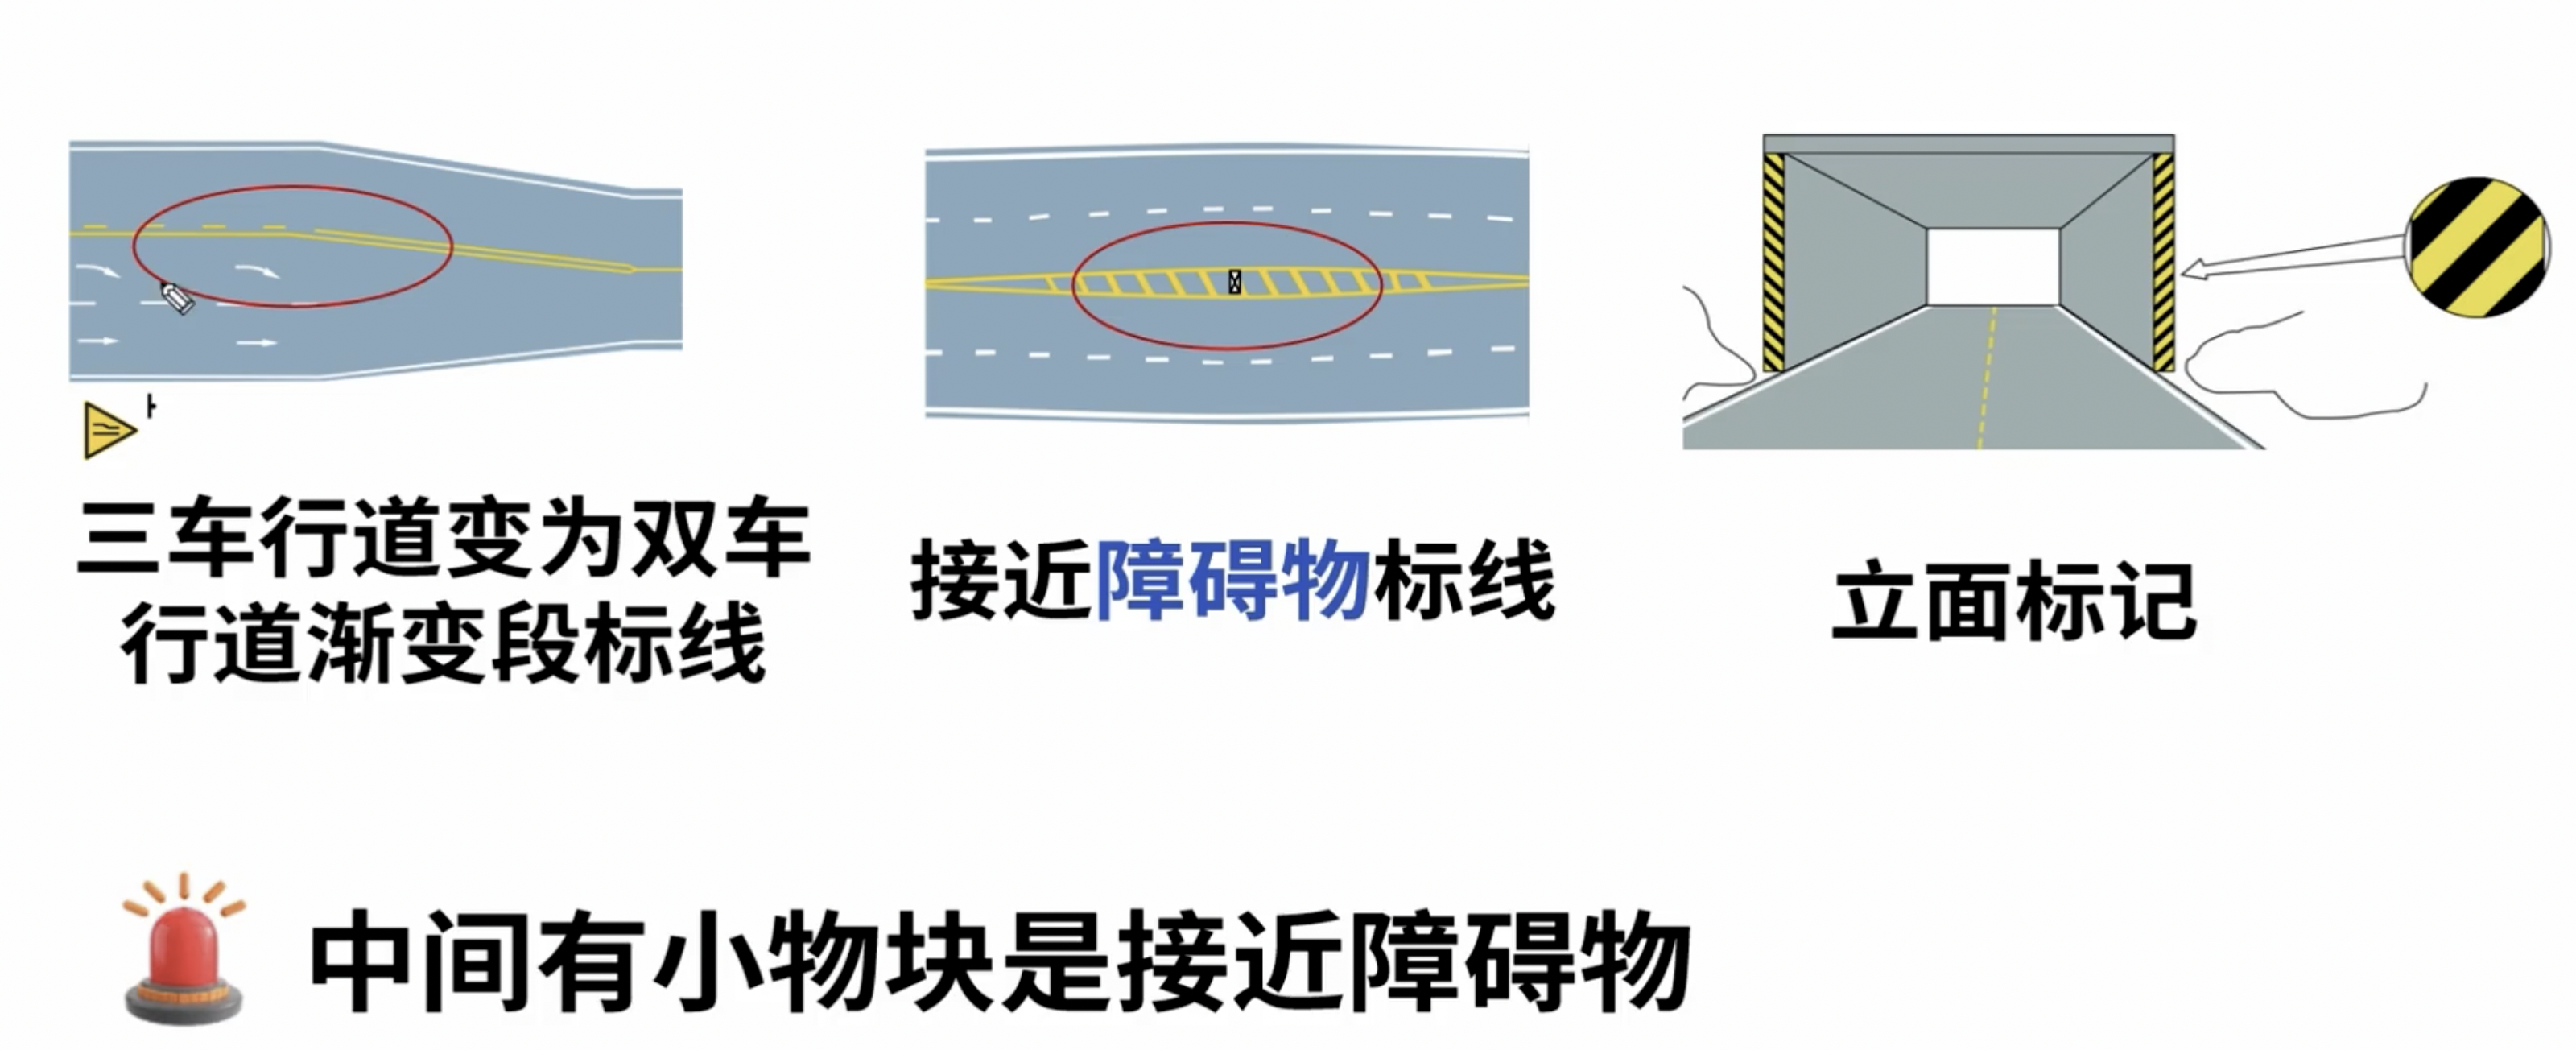 三车行道变为双车
行道渐变段标线
接近障碍物标线
立面标记
中间有小物块是接近障碍物